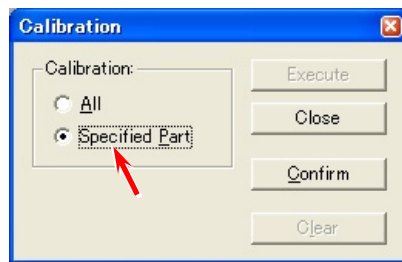 Calibration
Calibration:
All
Specified Part
Execute
Close
Confirm
Clear